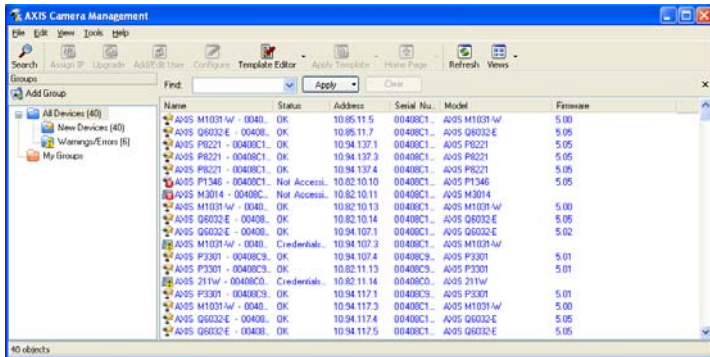 AXIS Camera Management
File Edit View Tools Help
Search Assign IP Upgrade Add/Edit User Configure Template Editor Apply Template Home Page Refresh Views
Groups
Find: Apply Clear
Add Group
Name Status Address Serial Nu... Model Firmware
All Devices (40)
New Devices (40)
Warnings/Errors (6)
My Groups
AXIS M1031-W - 0040... OK 10.85.11.5 00408C1... AXIS M1031-W 5.00
AXIS Q6032-E - 00408... OK 10.85.11.7 00408C1... AXIS Q6032-E 5.05
AXIS P8221 - 00408C1... OK 10.94.137.1 00408C1... AXIS P8221 5.05
AXIS P8221 - 00408C1... OK 10.94.137.3 00408C1... AXIS P8221 5.05
AXIS P8221 - 00408C1... OK 10.94.137.4 00408C1... AXIS P8221 5.05
AXIS P1346 - 00408C1... Not Accessi... 10.82.10.10 00408C1... AXIS P1346 5.05
AXIS M3014 - 00408C... Not Accessi... 10.82.10.11 00408C1... AXIS M3014
AXIS M1031-W - 0040... OK 10.82.10.13 00408C1... AXIS M1031-W 5.00
AXIS Q6032-E - 00408... OK 10.82.10.14 00408C1... AXIS Q6032-E 5.05
AXIS Q6032-E - 00408... OK 10.94.107.1 00408C1... AXIS Q6032-E 5.02
AXIS M1031-W - 0040... Credentials... 10.94.107.3 00408C1... AXIS M1031-W
AXIS P3301 - 00408C9... OK 10.94.107.4 00408C9... AXIS P3301 5.01
AXIS P3301 - 00408C9... OK 10.82.11.13 00408C9... AXIS P3301 5.01
AXIS 211W - 00408C0... Credentials... 10.82.11.14 00408C0... AXIS 211W
AXIS P3301 - 00408C9... OK 10.94.117.1 00408C9... AXIS P3301 5.01
AXIS M1031-W - 0040... OK 10.94.117.3 00408C1... AXIS M1031-W 5.00
AXIS Q6032-E - 00408... OK 10.94.117.4 00408C1... AXIS Q6032-E 5.05
AXIS Q6032-E - 00408... OK 10.94.117.5 00408C1... AXIS Q6032-E 5.05
40 objects